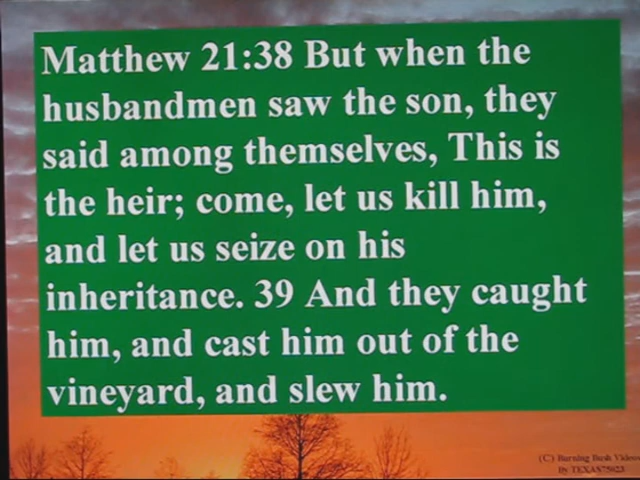 Matthew 21:38 But when the
husbandmen saw the son, they
said among themselves, This is
the heir; come, let us kill him,
and let us seize on his
inheritance. 39 And they caught
him, and cast him out of the
vineyard, and slew him.
(C) Burning Bush Videos
By TEXAS75023